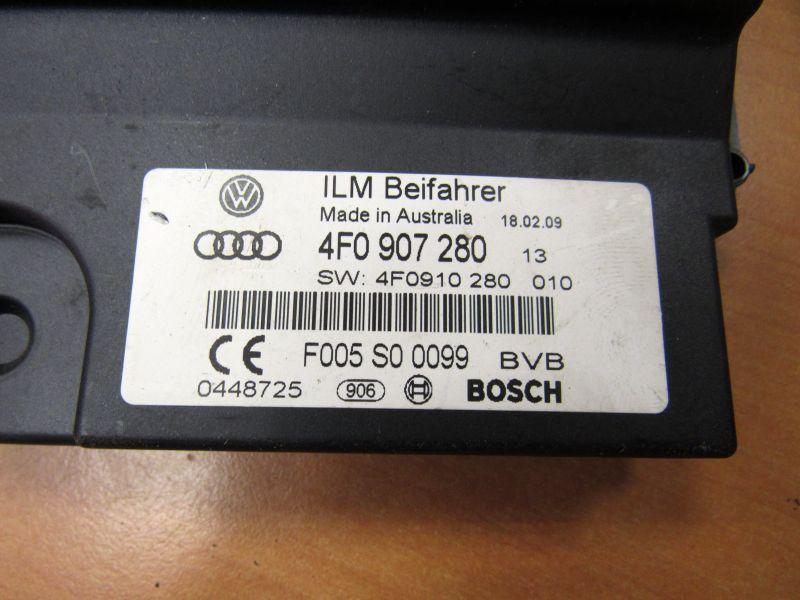 ILM Beifahrer
Made in Australia 18.02.09
4F0 907 280 13
SW: 4F0910 280 010
CE F005 S0 0099 BVB
0448725 906 BOSCH